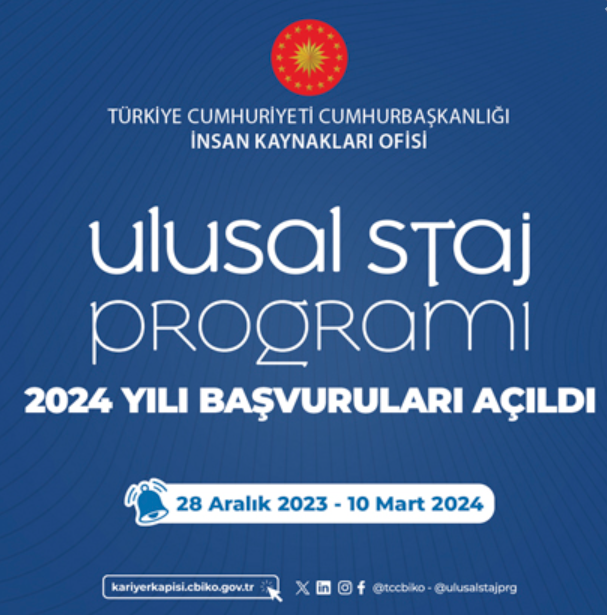 TÜRKİYE CUMHURİYETİ CUMHURBAŞKANLIĞI
İNSAN KAYNAKLARI OFİSİ
ulusal staj
programı
2024 YILI BAŞVURULARI AÇILDI
28 Aralık 2023 - 10 Mart 2024
kariyerkapisi.cbiko.gov.tr @tccbiko - @ulusalstajprg